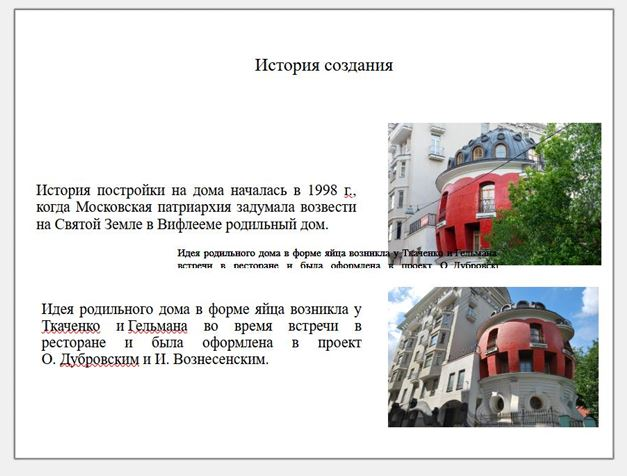 История создания
История постройки на дома началась в 1998 г.,
когда Московская патриархия задумала возвести
на Святой Земле в Вифлееме родильный дом.
Идея родильного дома в форме яйца возникла у Ткаченко и Гельмана
встречи в ресторане и была оформлена в проект О. Дубровски
Идея родильного дома в форме яйца возникла у
Ткаченко и Гельмана во время встречи в
ресторане и была оформлена в проект
О. Дубровским и И. Вознесенским.